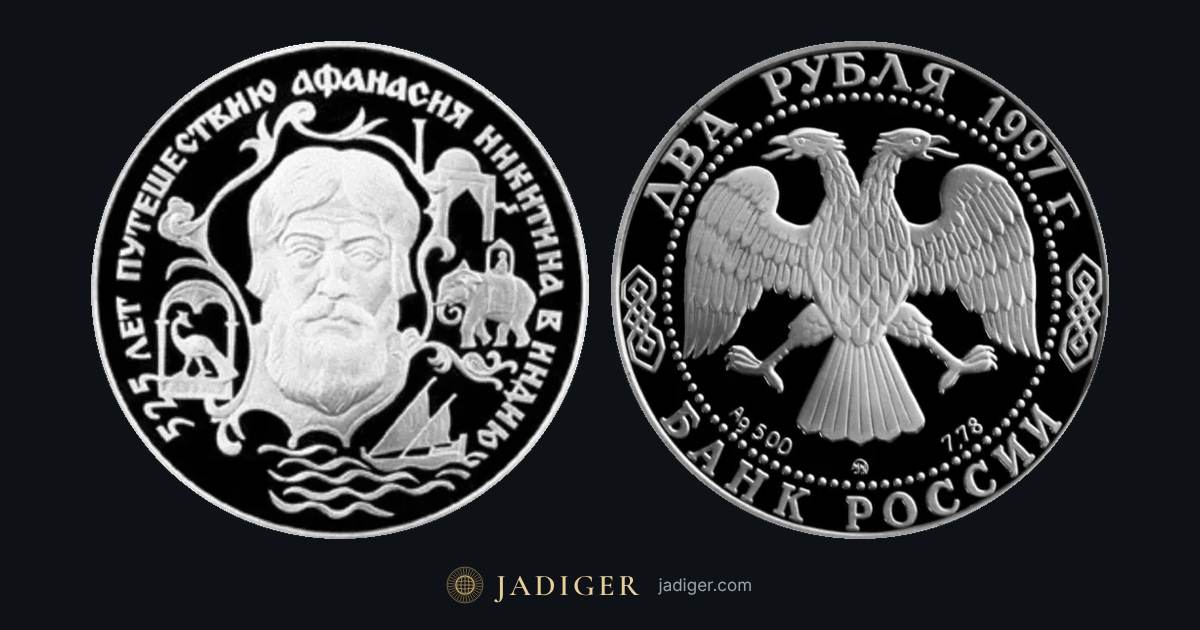 525 ЛЕТ ПУТЕШЕСТВИЮ АФАНАСИЯ НИКИТИНА В ИНДИЮ
ДВА РУБЛЯ 1997 Г.
Ag 500
7,78
БАНК РОССИИ
JADIGER jadiger.com